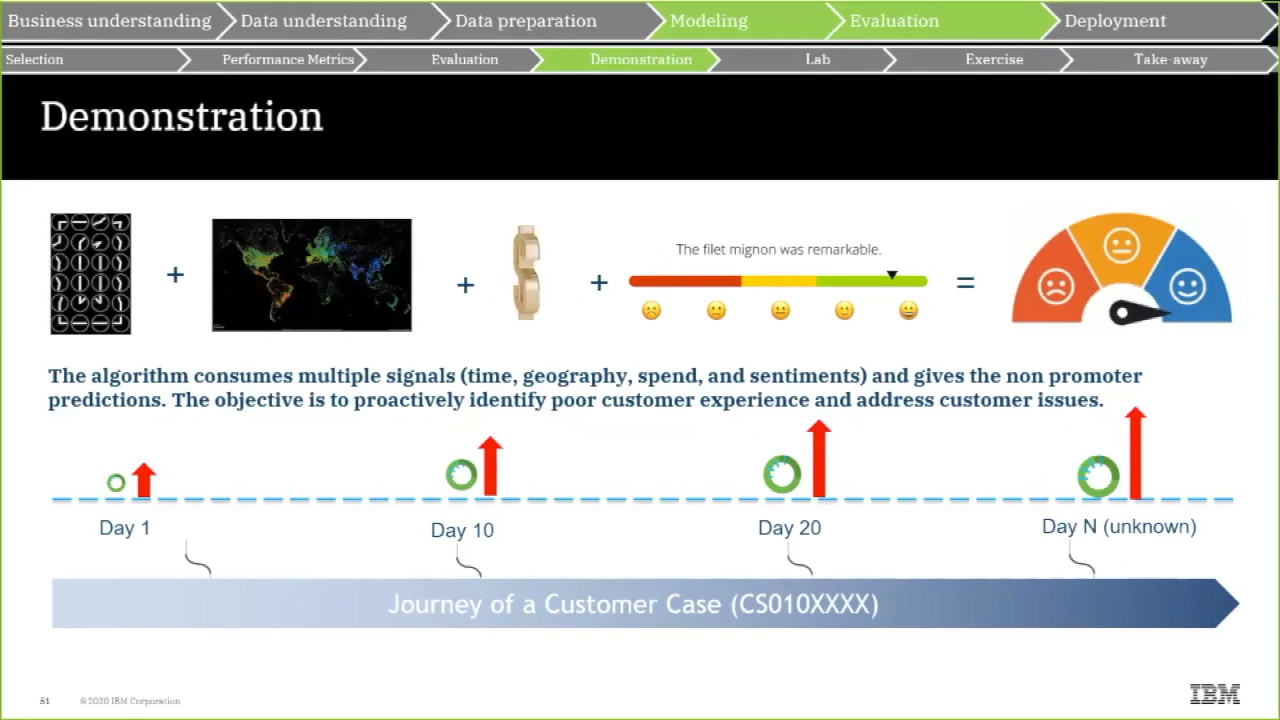 Business understanding
Data understanding
Data preparation
Modeling
Evaluation
Deployment
Selection
Performance Metrics
Evaluation
Demonstration
Lab
Exercise
Take-away
Demonstration
The filet mignon was remarkable.
+
+
+
=
The algorithm consumes multiple signals (time, geography, spend, and sentiments) and gives the non promoter
predictions. The objective is to proactively identify poor customer experience and address customer issues.
Day 1
Day 10
Day 20
Day N (unknown)
Journey of a Customer Case (CS010XXXX)
51
© 2020 IBM Corporation
IBM